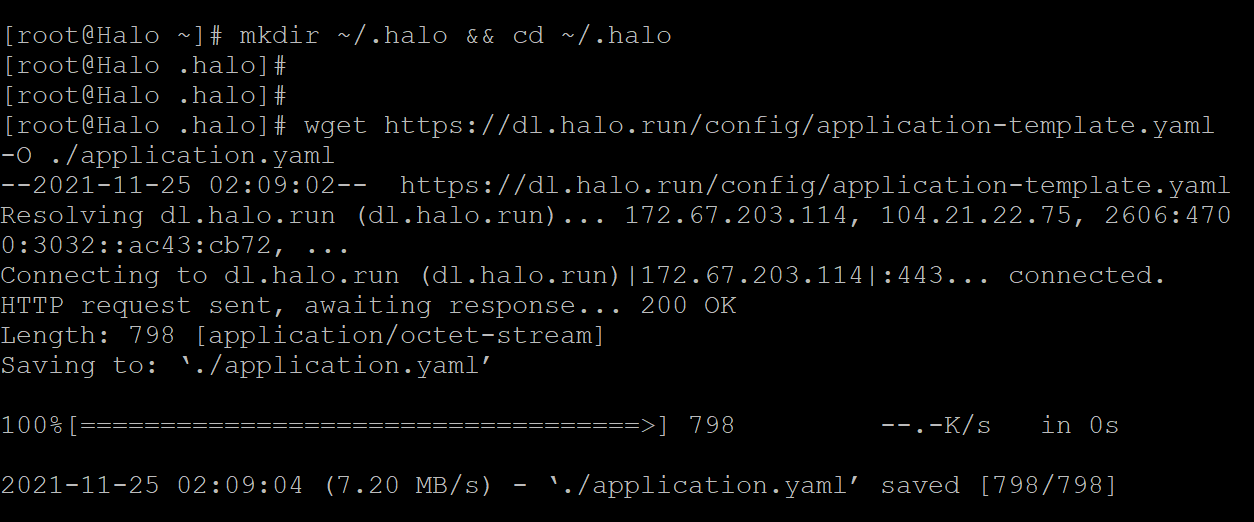 [root@Halo ~]# mkdir ~/.halo && cd ~/.halo
[root@Halo .halo]#
[root@Halo .halo]#
[root@Halo .halo]# wget https://dl.halo.run/config/application-template.yaml
-O ./application.yaml
--2021-11-25 02:09:02--  https://dl.halo.run/config/application-template.yaml
Resolving dl.halo.run (dl.halo.run)... 172.67.203.114, 104.21.22.75, 2606:470
0:3032::ac43:cb72, ...
Connecting to dl.halo.run (dl.halo.run)|172.67.203.114|:443... connected.
HTTP request sent, awaiting response... 200 OK
Length: 798 [application/octet-stream]
Saving to: ‘./application.yaml’
100%[===================================>] 798         --.-K/s   in 0s
2021-11-25 02:09:04 (7.20 MB/s) - ‘./application.yaml’ saved [798/798]